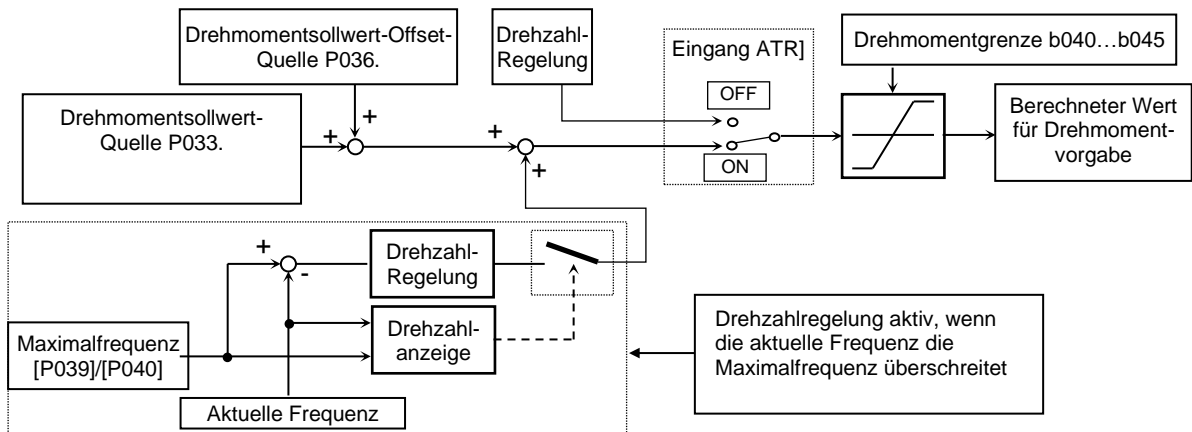 Drehmomentsollwert-Offset-
Quelle P036.
Drehzahl-
Regelung
Eingang ATR]
Drehmomentgrenze b040…b045
OFF
Drehmomentsollwert-
Quelle P033.
+
+
+
+
ON
Berechneter Wert
für Drehmoment-
vorgabe
+
-
Drehzahl-
Regelung
Maximalfrequenz
[P039]/[P040]
Drehzahl-
anzeige
Drehzahlregelung aktiv, wenn
die aktuelle Frequenz die
Maximalfrequenz überschreitet
Aktuelle Frequenz